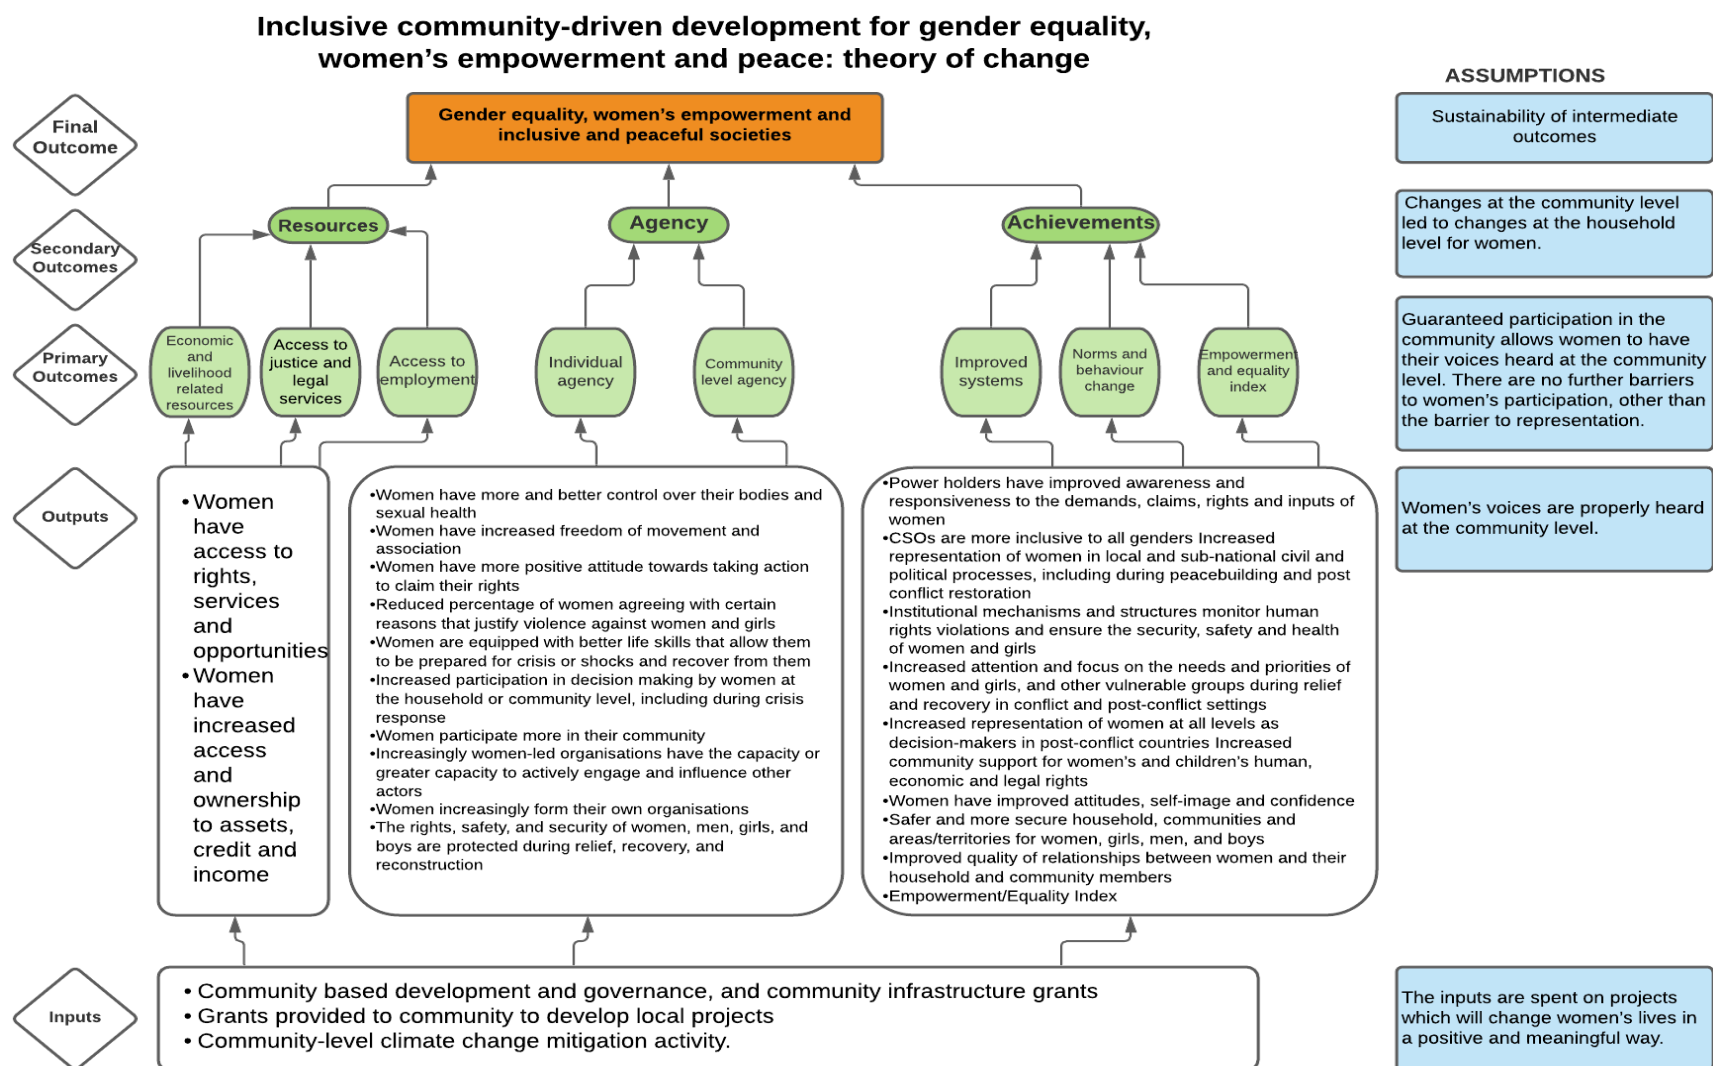 Inclusive community-driven development for gender equality,
women’s empowerment and peace: theory of change
ASSUMPTIONS
Final
Outcome
Gender equality, women’s empowerment and
inclusive and peaceful societies
Sustainability of intermediate
outcomes
Secondary
Outcomes
Resources
Agency
Achievements
Changes at the community level
led to changes at the household
level for women.
Primary
Outcomes
Economic
and
livelihood
related
resources
Access to
justice and
legal
services
Access to
employment
Individual
agency
Community
level agency
Improved
systems
Norms and
behaviour
change
Empowerment
and equality
index
Guaranteed participation in the
community allows women to have
their voices heard at the community
level. There are no further barriers
to women’s participation, other than
the barrier to representation.
Outputs
•Women
have
access to
rights,
services
and
opportunities
•Women
have
increased
access
and
ownership
to assets,
credit and
income
•Women have more and better control over their bodies and
sexual health
•Women have increased freedom of movement and
association
•Women have more positive attitude towards taking action
to claim their rights
•Reduced percentage of women agreeing with certain
reasons that justify violence against women and girls
•Women are equipped with better life skills that allow them
to be prepared for crisis or shocks and recover from them
•Increased participation in decision making by women at
the household or community level, including during crisis
response
•Women participate more in their community
•Increasingly women-led organisations have the capacity or
greater capacity to actively engage and influence other
actors
•Women increasingly form their own organisations
•The rights, safety, and security of women, men, girls, and
boys are protected during relief, recovery, and
reconstruction
•Power holders have improved awareness and
responsiveness to the demands, claims, rights and inputs of
women
•CSOs are more inclusive to all genders Increased
representation of women in local and sub-national civil and
political processes, including during peacebuilding and post
conflict restoration
•Institutional mechanisms and structures monitor human
rights violations and ensure the security, safety and health
of women and girls
•Increased attention and focus on the needs and priorities of
women and girls, and other vulnerable groups during relief
and recovery in conflict and post-conflict settings
•Increased representation of women at all levels as
decision-makers in post-conflict countries Increased
community support for women’s and children’s human,
economic and legal rights
•Women have improved attitudes, self-image and confidence
•Safer and more secure household, communities and
areas/territories for women, girls, men, and boys
•Improved quality of relationships between women and their
household and community members
•Empowerment/Equality Index
Women’s voices are properly heard
at the community level.
Inputs
• Community based development and governance, and community infrastructure grants
• Grants provided to community to develop local projects
• Community-level climate change mitigation activity.
The inputs are spent on projects
which will change women’s lives in
a positive and meaningful way.